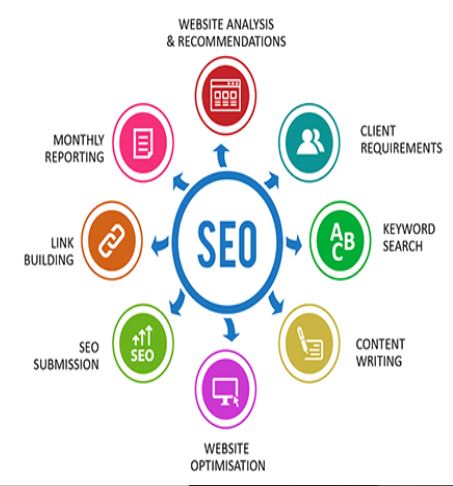 WEBSITE ANALYSIS
& RECOMMENDATIONS
CLIENT
REQUIREMENTS
KEYWORD
SEARCH
A
B
C
CONTENT
WRITING
WEBSITE
OPTIMISATION
SEO
SUBMISSION
SEO
LINK
BUILDING
MONTHLY
REPORTING
SEO